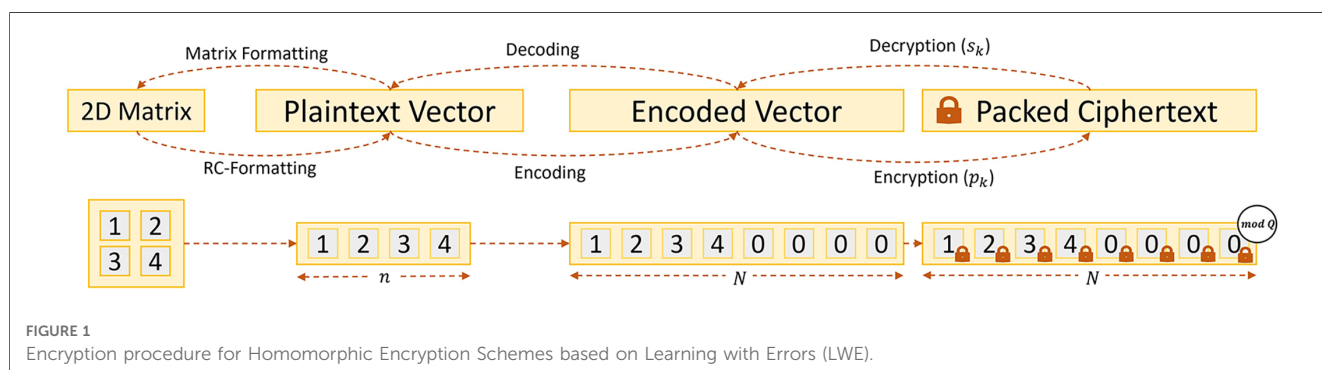 Matrix Formatting Decoding Decryption (s_k)
2D Matrix Plaintext Vector Encoded Vector Packed Ciphertext
RC-Formatting Encoding Encryption (p_k)
1 2
3 4
1 2 3 4
1 2 3 4 0 0 0 0
1 2 3 4 0 0 0 0 mod Q
n N N
FIGURE 1
Encryption procedure for Homomorphic Encryption Schemes based on Learning with Errors (LWE).